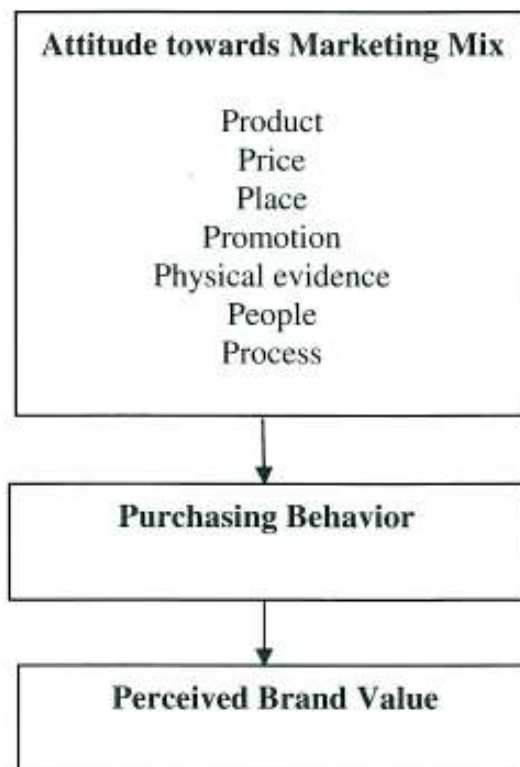 Attitude towards Marketing Mix
Product
Price
Place
Promotion
Physical evidence
People
Process
Purchasing Behavior
Perceived Brand Value